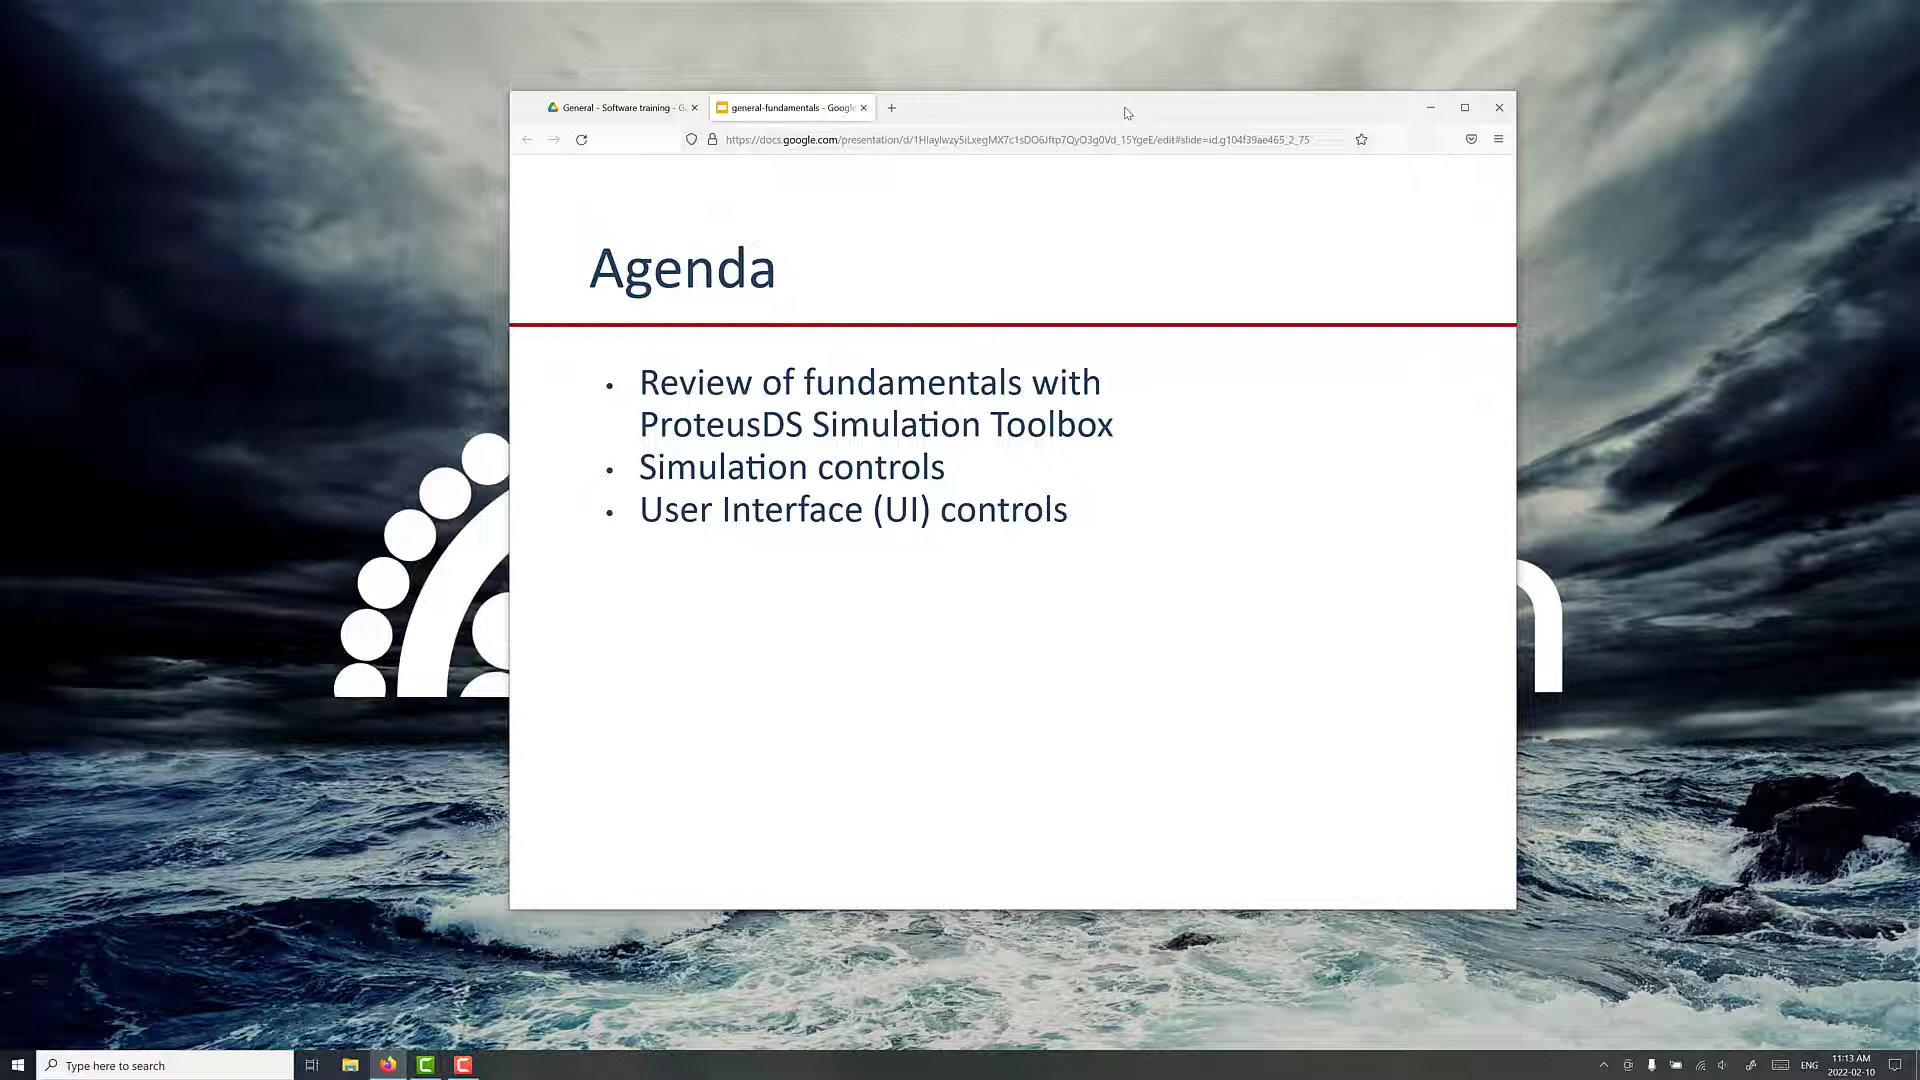 General - Software training - G
general-fundamentals - Google
https://docs.google.com/presentation/d/1HIaylwzy5iLxegMX7c1sDO6Jftp7QyO3g0Vd_15YgeE/edit#slide=id.g104f39ae465_2_75
Agenda
• Review of fundamentals with
ProteusDS Simulation Toolbox
• Simulation controls
• User Interface (UI) controls
n
Type here to search
ENG
11:13 AM
2022-02-10